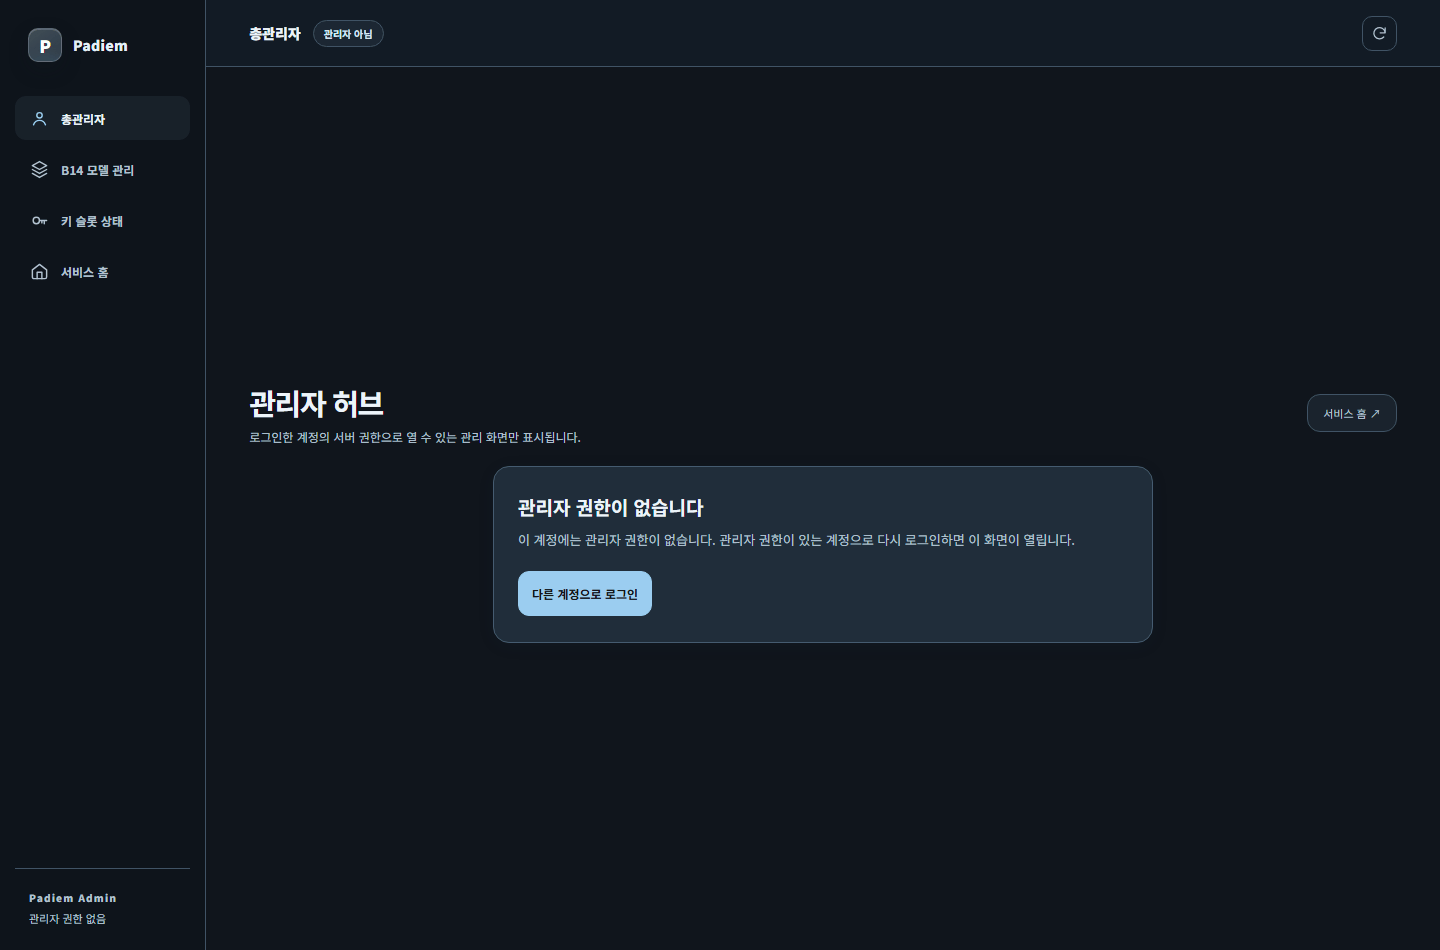 P
Padiem
총관리자
B14 모델 관리
키 슬롯 상태
서비스 홈
Padiem Admin
관리자 권한 없음
총관리자
관리자 아님
관리자 허브
로그인한 계정의 서버 권한으로 열 수 있는 관리 화면만 표시됩니다.
서비스 홈 ↗
관리자 권한이 없습니다
이 계정에는 관리자 권한이 없습니다. 관리자 권한이 있는 계정으로 다시 로그인하면 이 화면이 열립니다.
다른 계정으로 로그인